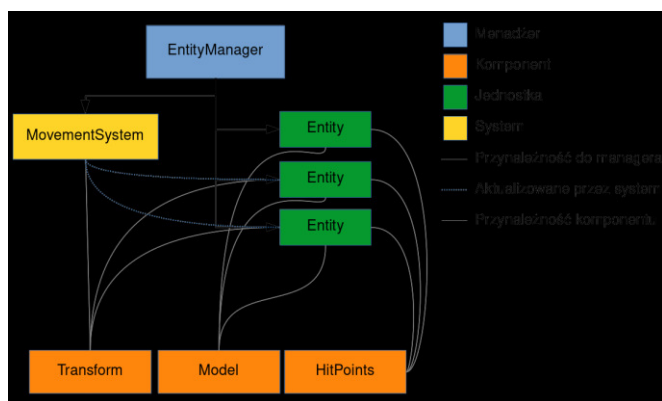 EntityManager
Menadżer
Komponent
Jednostka
MovementSystem
Entity
System
Przynależność do managera
Entity
Aktualizowane przez system
Entity
Przynależność komponentu
Transform
Model
HitPoints